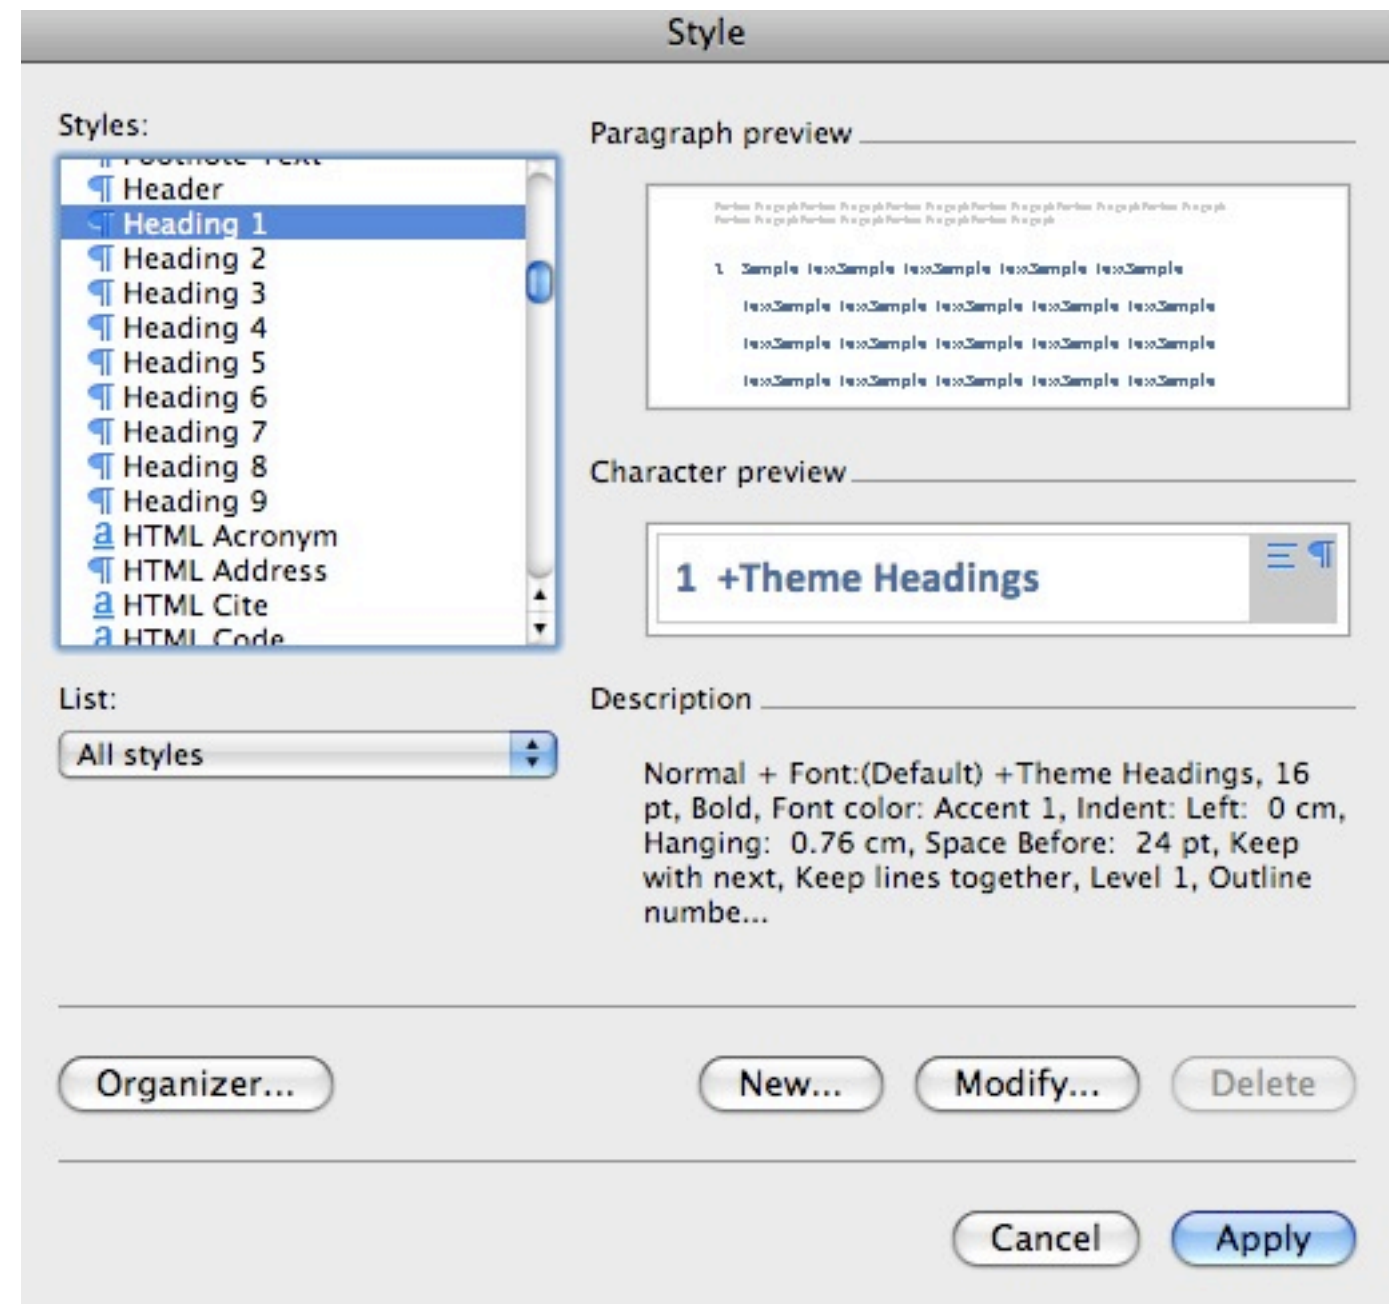 Style
Styles:
Footnote Text
Header
Heading 1
Heading 2
Heading 3
Heading 4
Heading 5
Heading 6
Heading 7
Heading 8
Heading 9
HTML Acronym
HTML Address
HTML Cite
HTML Code
List:
All styles
Paragraph preview
1 Sample
Character preview
1 +Theme Headings
Description
Normal + Font:(Default) +Theme Headings, 16
pt, Bold, Font color: Accent 1, Indent: Left: 0 cm,
Hanging: 0.76 cm, Space Before: 24 pt, Keep
with next, Keep lines together, Level 1, Outline
numbe...
Organizer...
New...
Modify...
Delete
Cancel
Apply